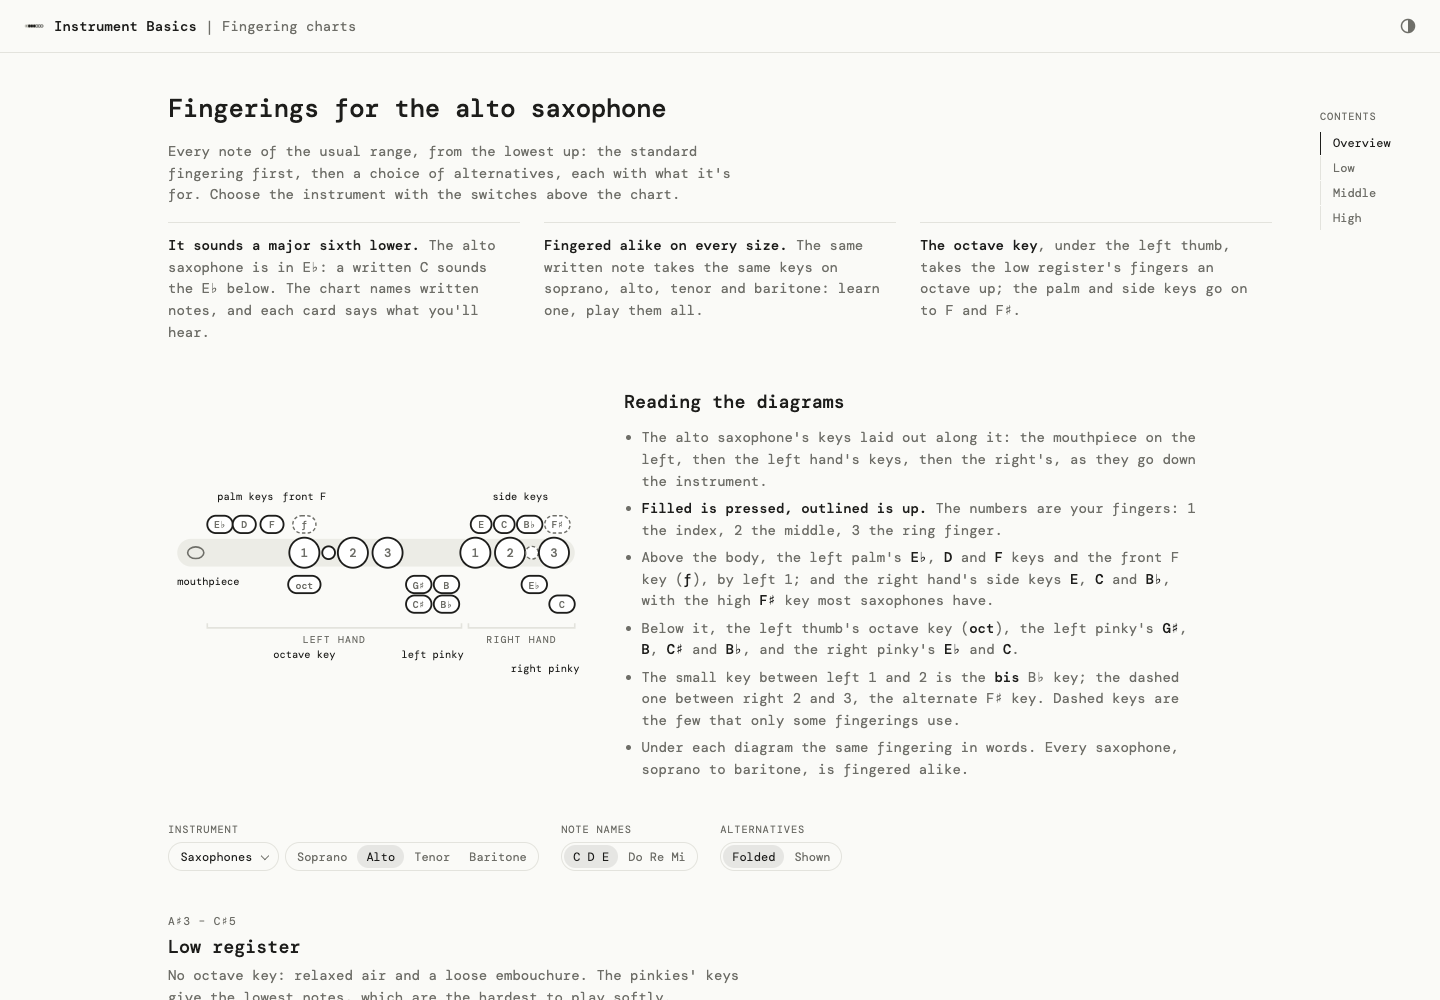 Instrument Basics | Fingering charts
Fingerings for the alto saxophone
Every note of the usual range, from the lowest up: the standard
fingering first, then a choice of alternatives, each with what it's
for. Choose the instrument with the switches above the chart.
CONTENTS
Overview
Low
Middle
High
It sounds a major sixth lower. The alto
saxophone is in E♭: a written C sounds
the E♭ below. The chart names written
notes, and each card says what you'll
hear.
Fingered alike on every size. The same
written note takes the same keys on
soprano, alto, tenor and baritone: learn
one, play them all.
The octave key, under the left thumb,
takes the low register's fingers an
octave up; the palm and side keys go on
to F and F♯.
palm keys front F side keys
E♭ D F f E C B♭ F♯
1 2 3 1 2 3
mouthpiece
oct G♯ B E♭
C♯ B♭ C
LEFT HAND RIGHT HAND
octave key left pinky
right pinky
Reading the diagrams
The alto saxophone's keys laid out along it: the mouthpiece on the
left, then the left hand's keys, then the right's, as they go down
the instrument.
Filled is pressed, outlined is up. The numbers are your fingers: 1
the index, 2 the middle, 3 the ring finger.
Above the body, the left palm's E♭, D and F keys and the front F
key (f), by left 1; and the right hand's side keys E, C and B♭,
with the high F♯ key most saxophones have.
Below it, the left thumb's octave key (oct), the left pinky's G♯,
B, C♯ and B♭, and the right pinky's E♭ and C.
The small key between left 1 and 2 is the bis B♭ key; the dashed
one between right 2 and 3, the alternate F♯ key. Dashed keys are
the few that only some fingerings use.
Under each diagram the same fingering in words. Every saxophone,
soprano to baritone, is fingered alike.
INSTRUMENT NOTE NAMES ALTERNATIVES
Saxophones Soprano Alto Tenor Baritone C D E Do Re Mi Folded Shown
A♯3 – C♯5
Low register
No octave key: relaxed air and a loose embouchure. The pinkies' keys
give the lowest notes, which are the hardest to play softly.